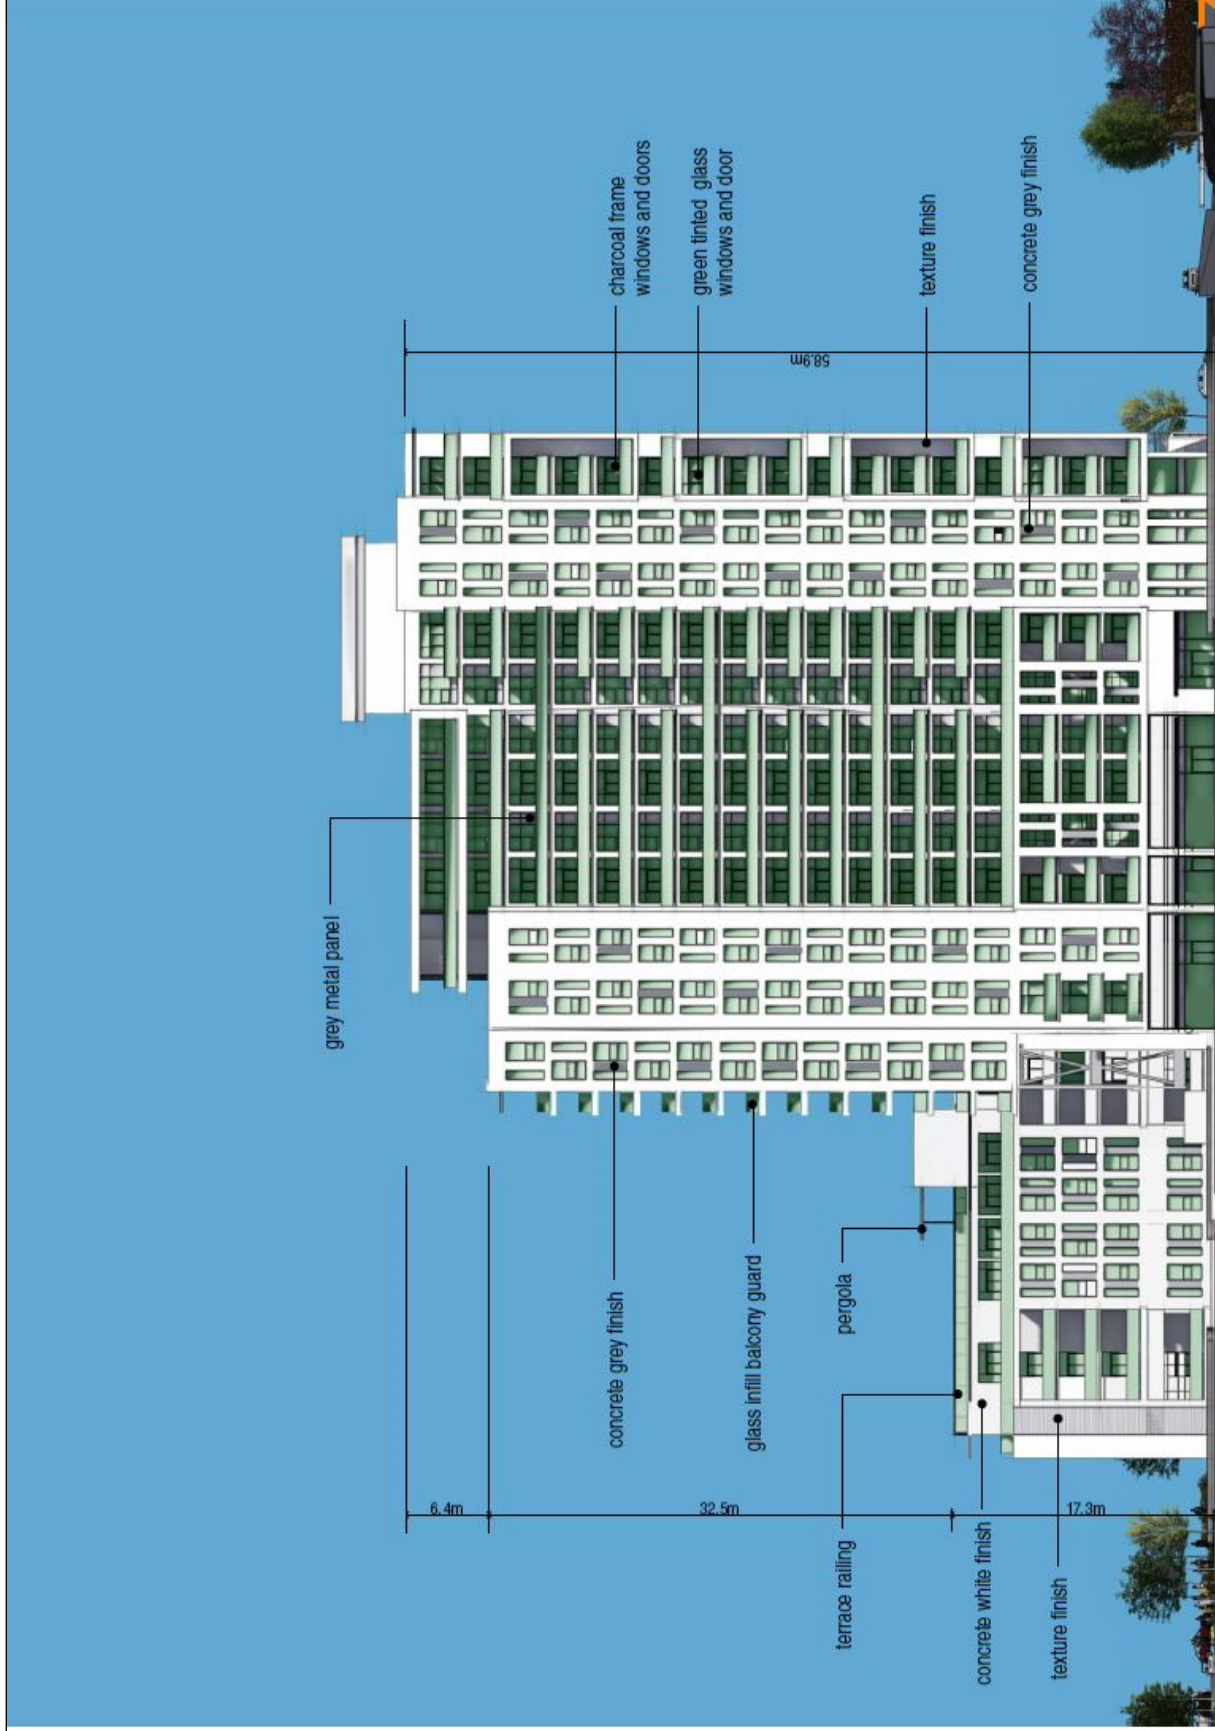 grey metal panel
charcoal frame
windows and doors
green tinted glass
windows and door
texture finish
concrete grey finish
58.9m
concrete grey finish
glass infill balcony guard
pergola
terrace railing
concrete white finish
texture finish
6.4m
32.5m
17.3m